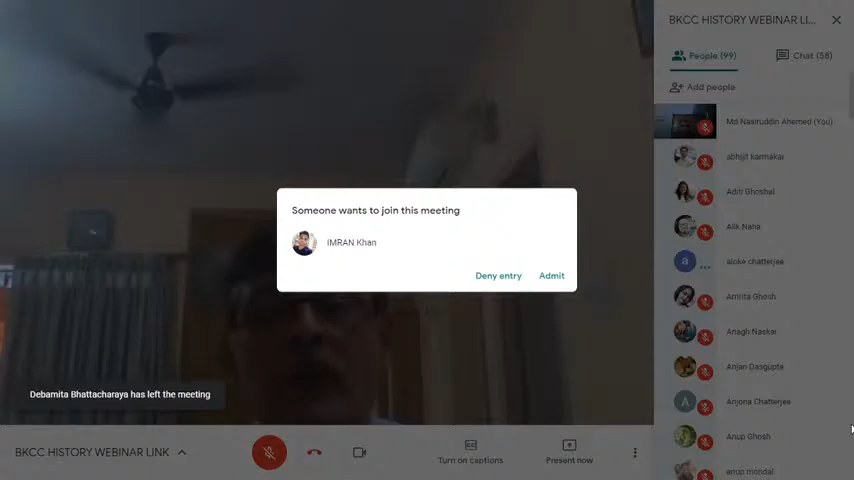 BKCC HISTORY WEBINAR LI...
People (99)
Chat (58)
Add people
Md Nasiruddin Ahemed (You)
abhijit karmakar
Aditi Ghoshal
Alik Naha
a
aloke chatterjee
Amrita Ghosh
Anagh Naskar
Anjan Dasgupta
A
Anjona Chatterjee
Anup Ghosh
anup mondal
Someone wants to join this meeting
IMRAN Khan
Deny entry
Admit
Debamita Bhattacharaya has left the meeting
BKCC HISTORY WEBINAR LINK
Turn on captions
Present now